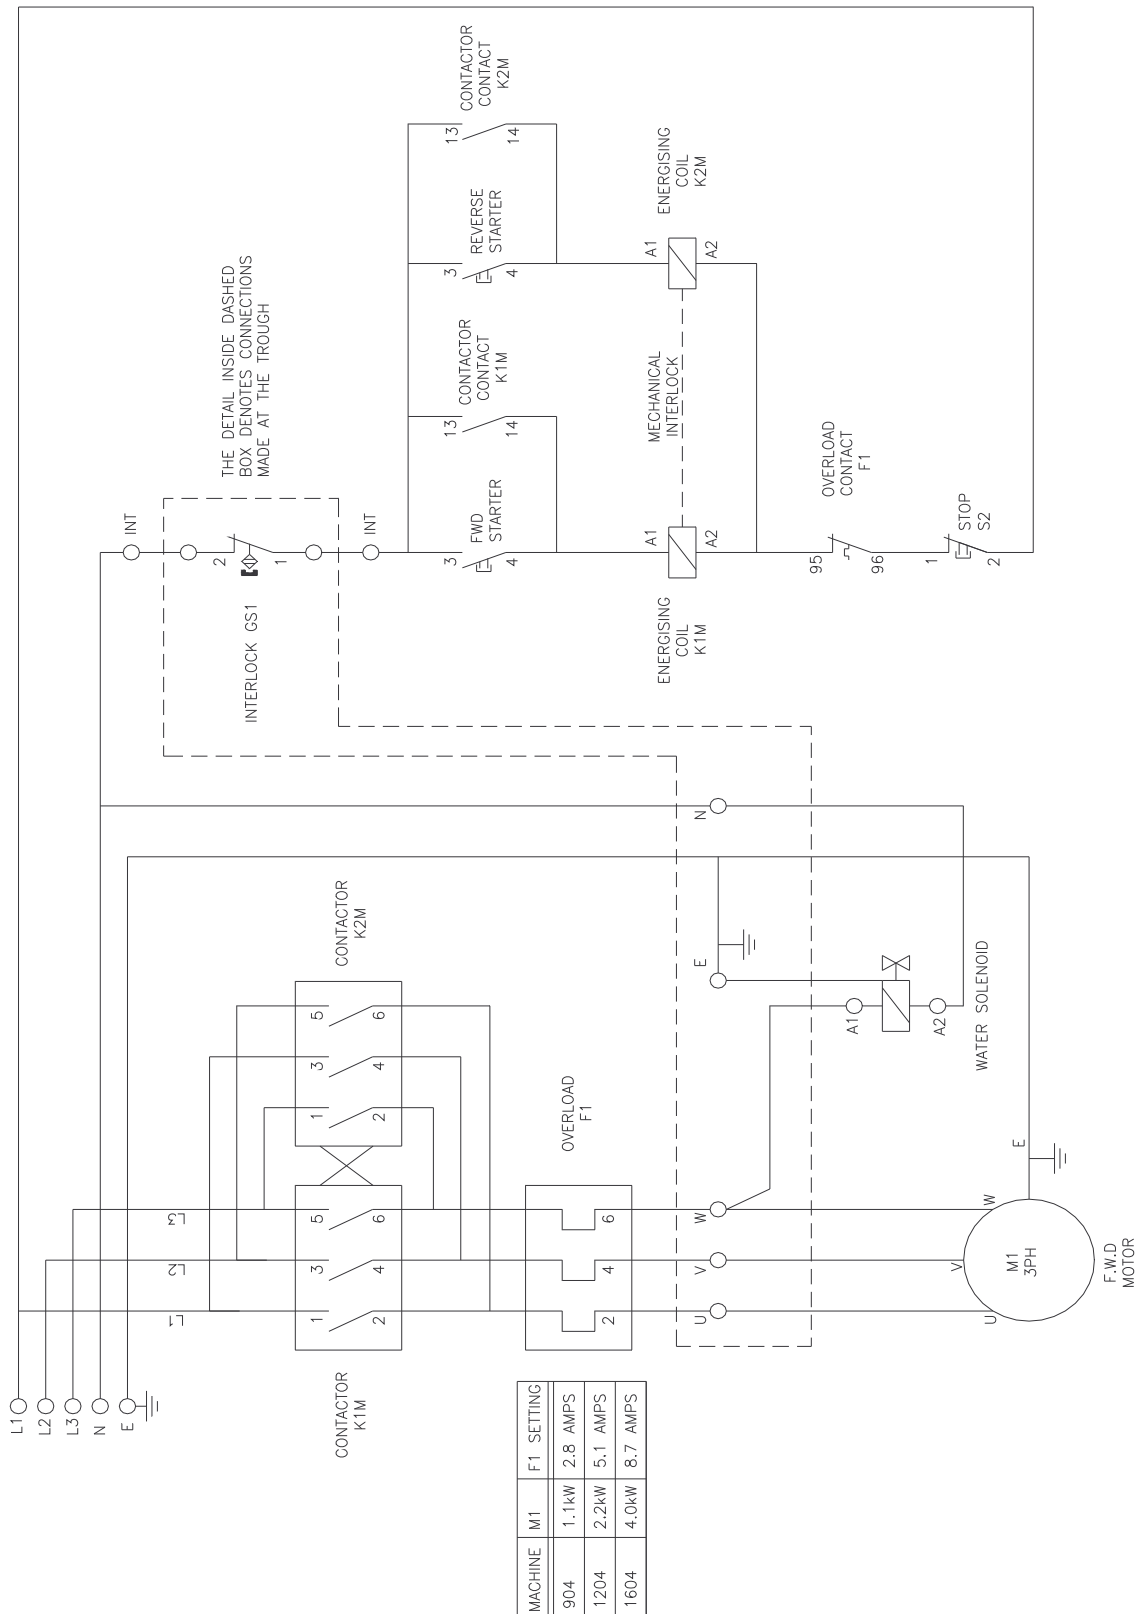 L1
L2
L3
N
E
L1
L2
L3
CONTACTOR
K1M
1
3
5
2
4
6
CONTACTOR
K2M
1
3
5
2
4
6
OVERLOAD
F1
2
4
6
U
V
W
E
N
U
V
W
E
M1
3PH
F.W.D
MOTOR
A1
A2
WATER SOLENOID
MACHINE M1 F1 SETTING
904 1.1kW 2.8 AMPS
1204 2.2kW 5.1 AMPS
1604 4.0kW 8.7 AMPS
THE DETAIL INSIDE DASHED
BOX DENOTES CONNECTIONS
MADE AT THE TROUGH
INT
2
1
INTERLOCK GS1
INT
3
4
FWD
STARTER
13
14
CONTACTOR
CONTACT
K1M
3
4
REVERSE
STARTER
13
14
CONTACTOR
CONTACT
K2M
A1
A2
ENERGISING
COIL
K1M
MECHANICAL
INTERLOCK
A1
A2
ENERGISING
COIL
K2M
95
96
OVERLOAD
CONTACT
F1
1
2
STOP
S2